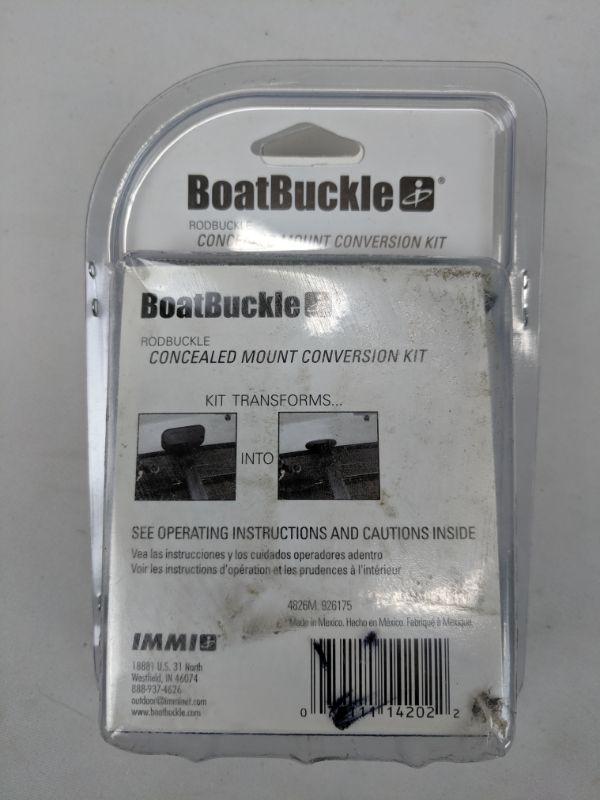 BoatBuckle
RODBUCKLE
CONCEALED MOUNT CONVERSION KIT
BoatBuckle
RODBUCKLE
CONCEALED MOUNT CONVERSION KIT
KIT TRANSFORMS...
INTO
SEE OPERATING INSTRUCTIONS AND CAUTIONS INSIDE
Vea las instrucciones y los cuidados operadores adentro
Voir les instructions d'opération et les prudences à l'intérieur
4826M 926175
Made in Mexico. Hecho en México. Fabriqué à Mexique.
IMMI
18881 U.S. 31 North
Westfield, IN 46074
888-937-4626
outdoor@imminet.com
www.boatbuckle.com
0 14202 2